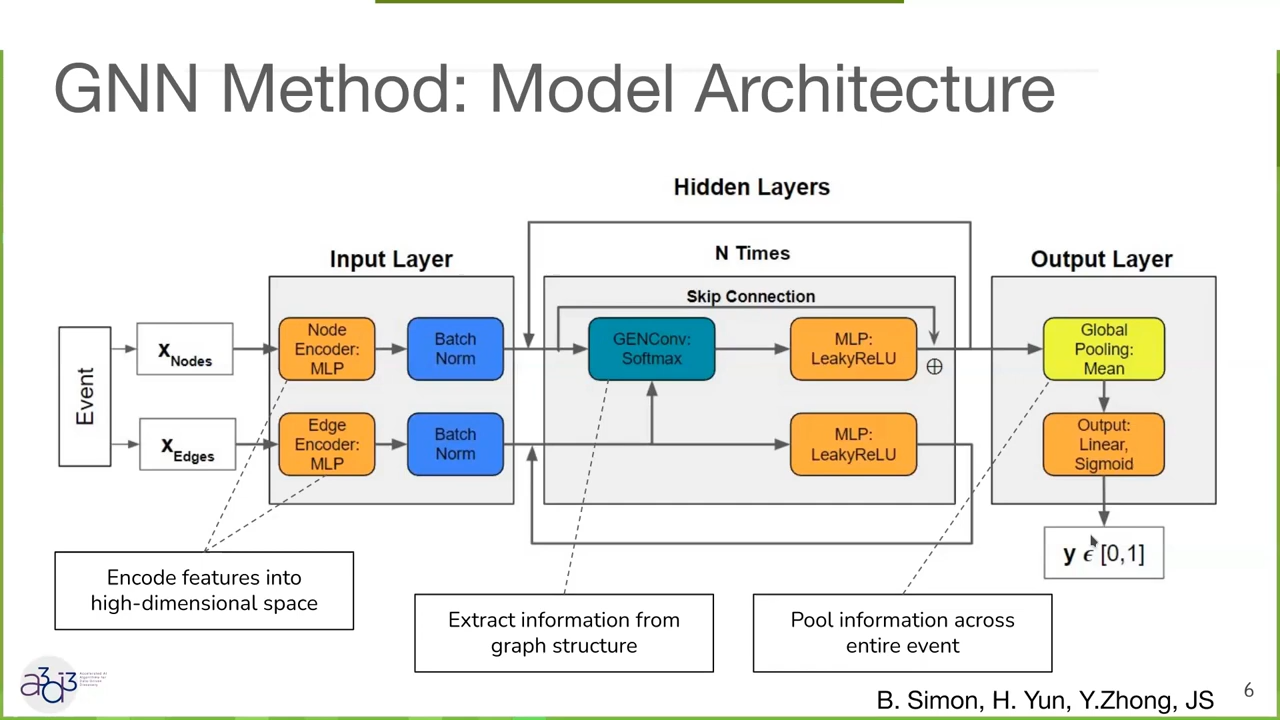 GNN Method: Model Architecture
Hidden Layers
Input Layer
N Times
Output Layer
Skip Connection
Event
XNodes
Node
Encoder:
MLP
Batch
Norm
GENConv:
Softmax
MLP:
LeakyReLU
⊕
Global
Pooling:
Mean
XEdges
Edge
Encoder:
MLP
Batch
Norm
MLP:
LeakyReLU
Output:
Linear,
Sigmoid
y ϵ [0,1]
Encode features into
high-dimensional space
Extract information from
graph structure
Pool information across
entire event
a3d3
B. Simon, H. Yun, Y.Zhong, JS
6